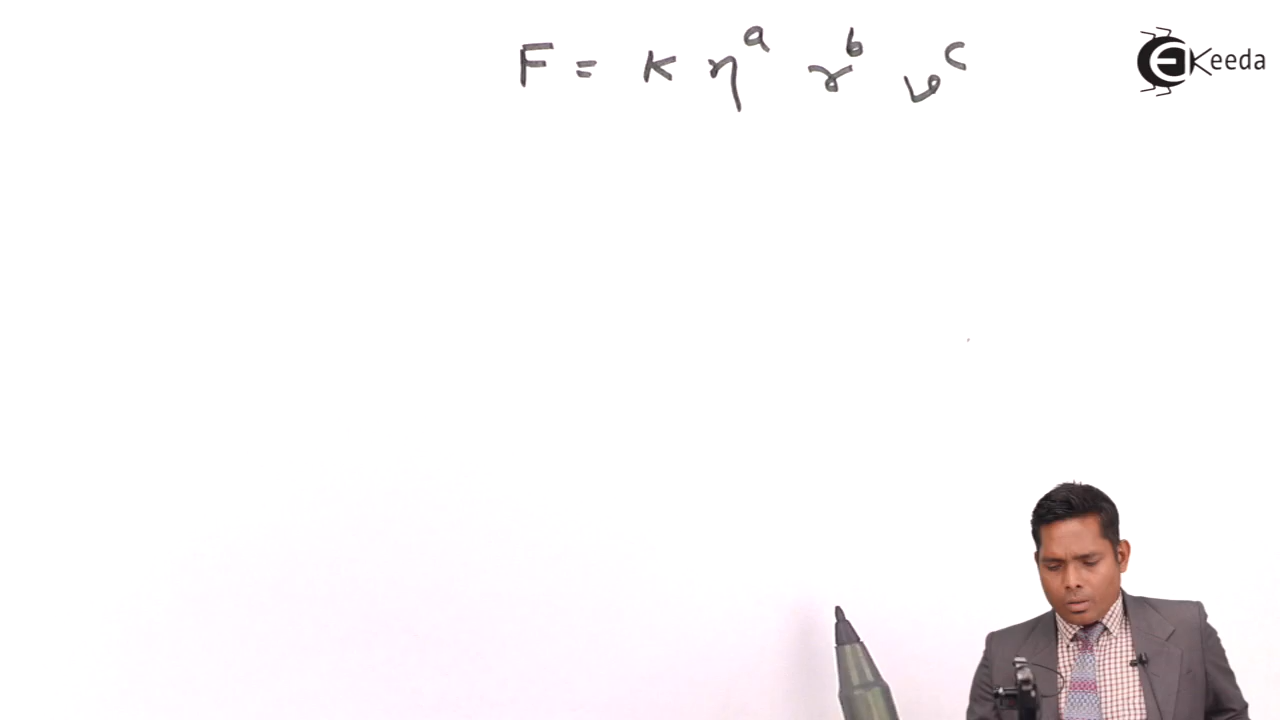 F = K η^a r^b v^c
EKeeda